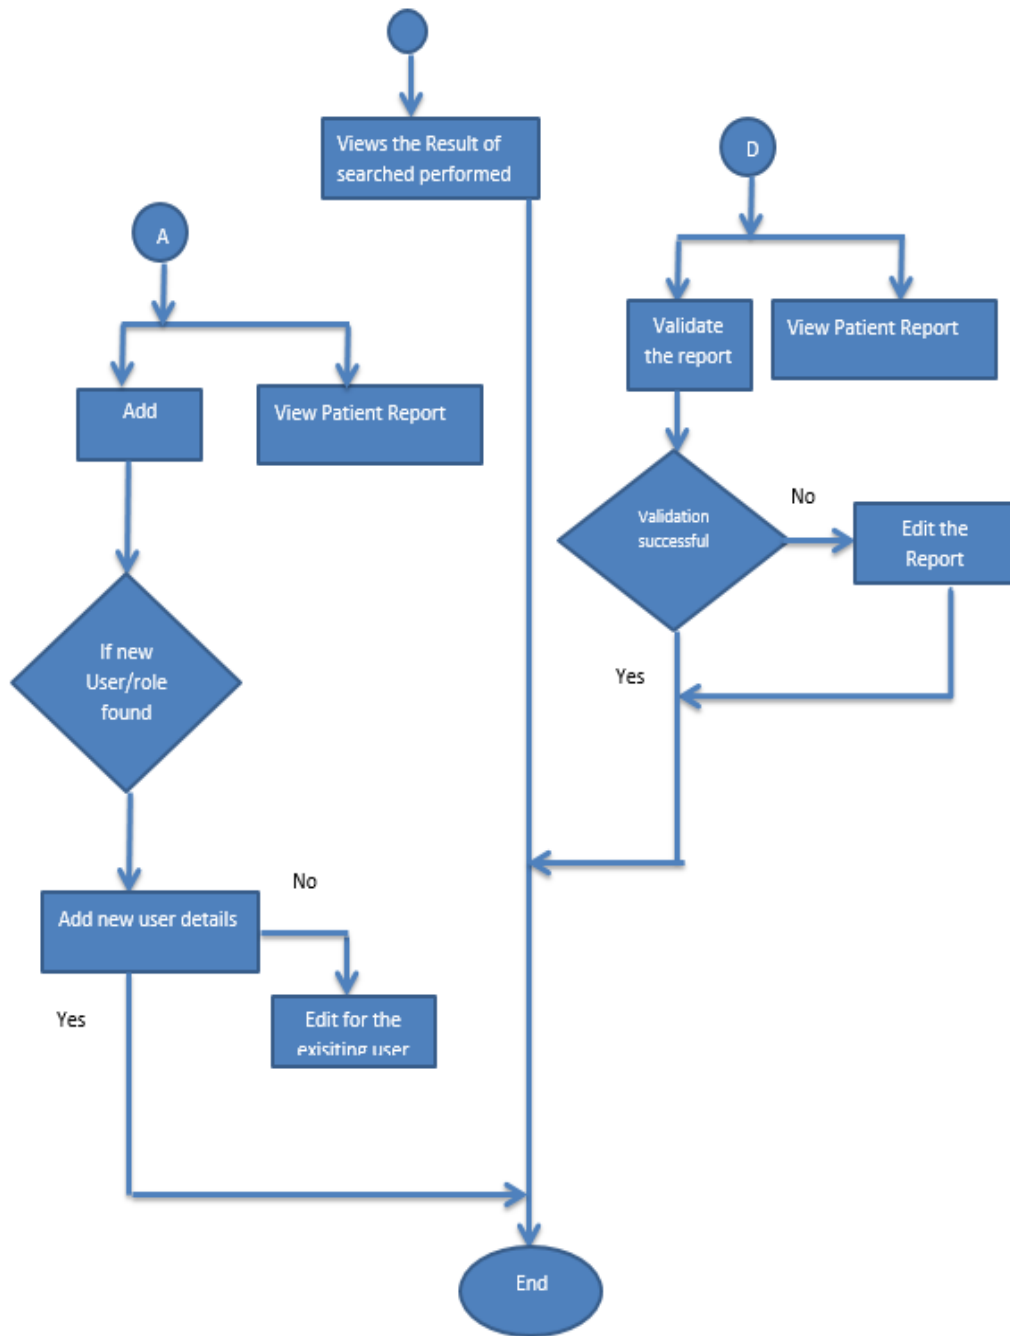 Views the Result of
searched performed
D
A
Validate
the report
View Patient Report
Add
View Patient Report
Validation
successful
No
Edit the
Report
If new
User/role
found
Yes
No
Add new user details
Yes
Edit for the
exisiting user
End